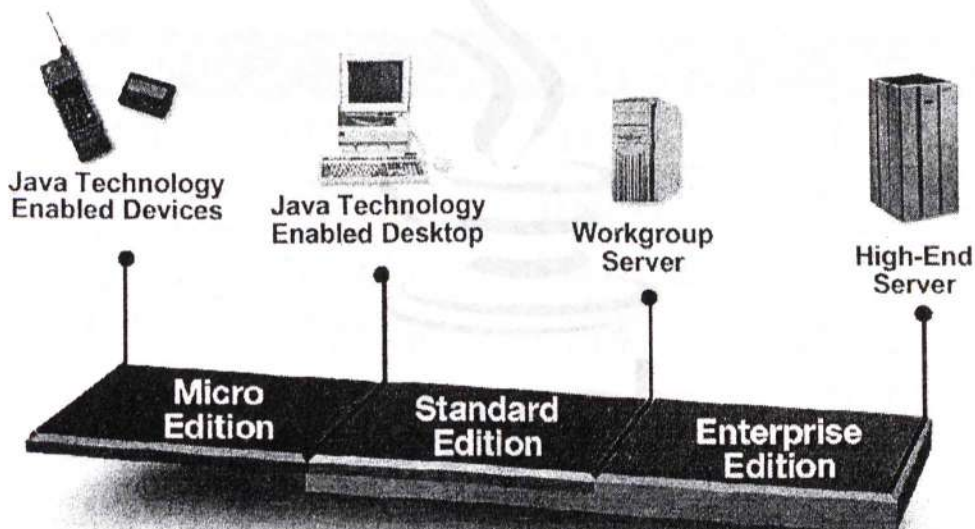 Java Technology
Enabled Devices
Java Technology
Enabled Desktop
Workgroup
Server
High-End
Server
Micro
Edition
Standard
Edition
Enterprise
Edition